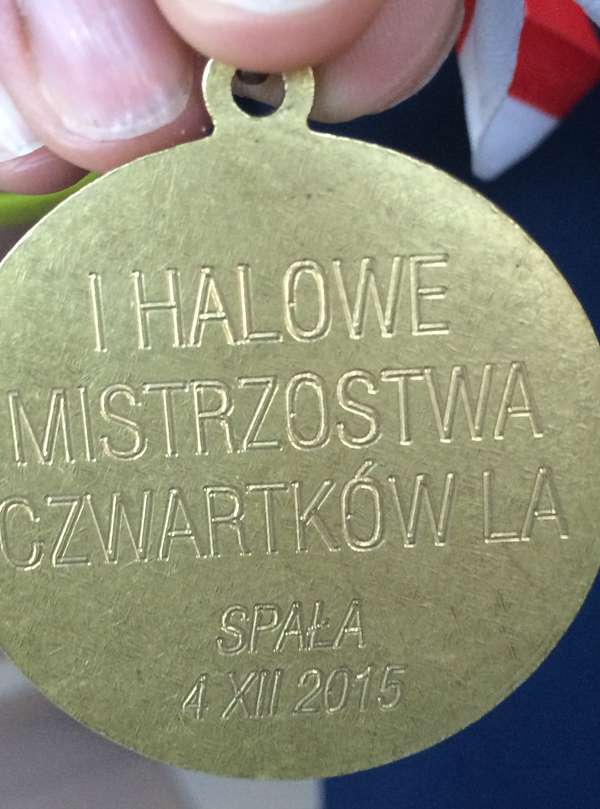 I HALOWE
MISTRZOSTWA
CZWARTKÓW LA
SPAŁA
4 XII 2015